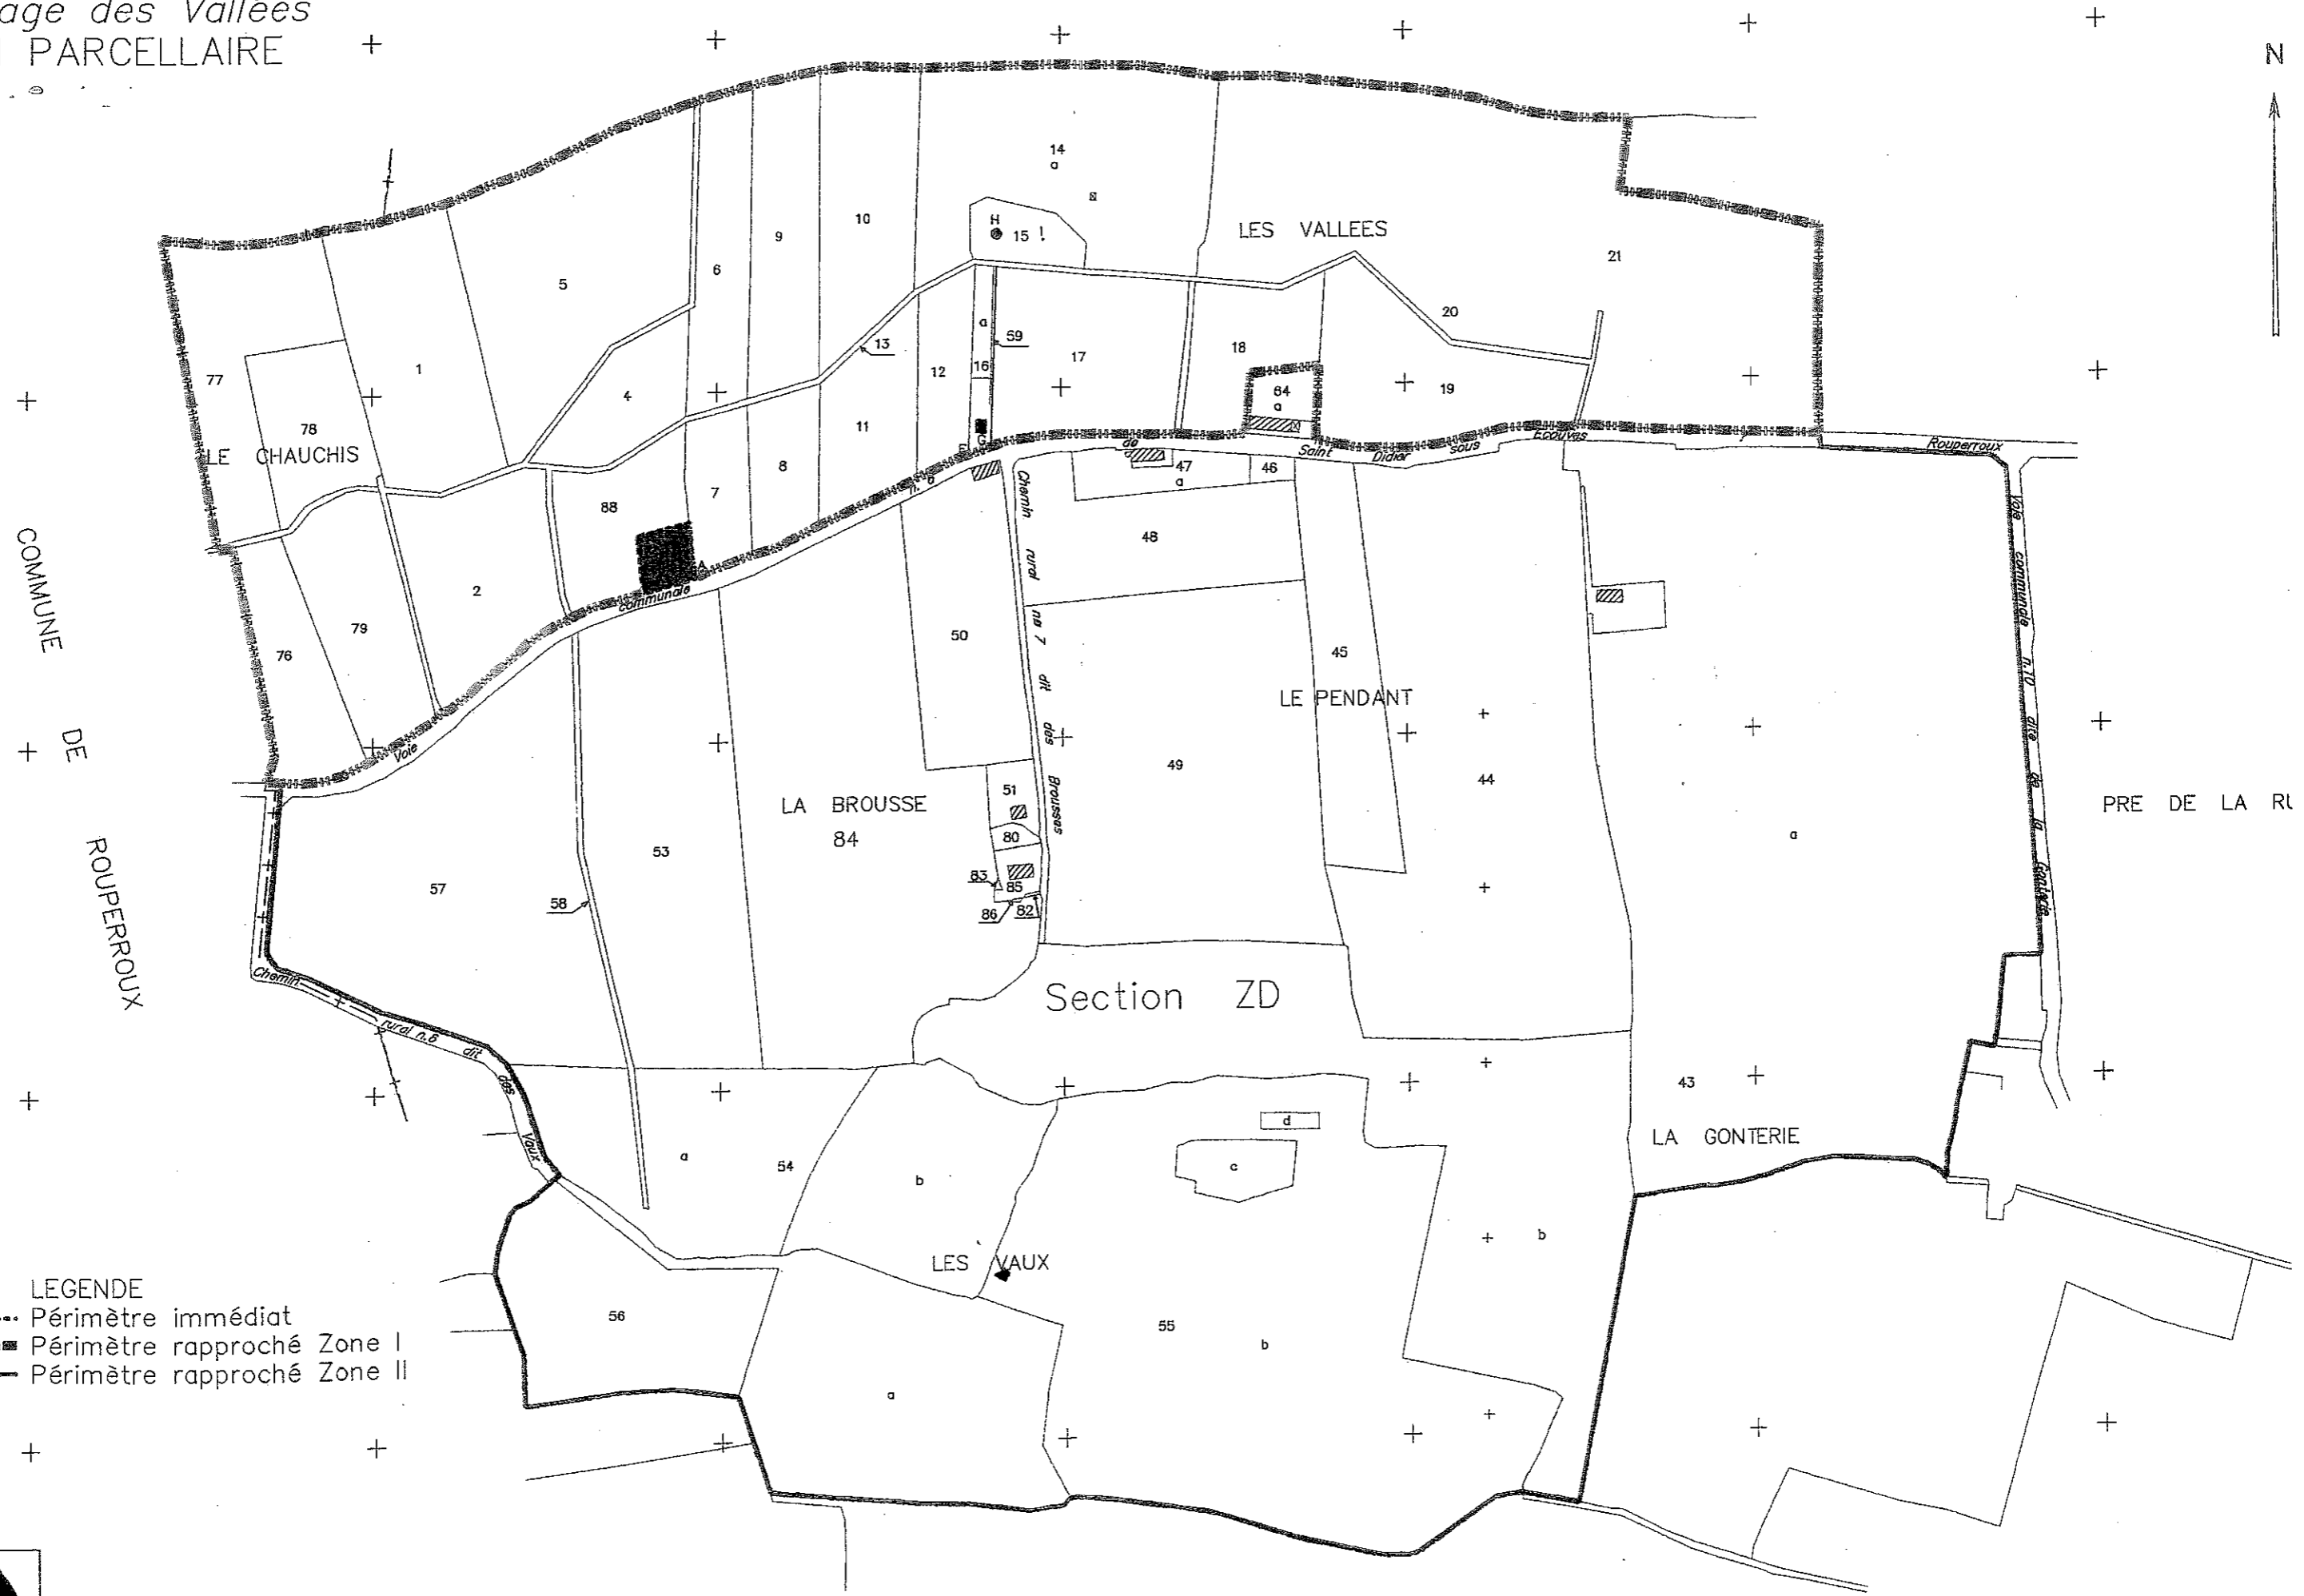 age des Vallées
PARCELLAIRE
N
14
a
H
15 !
LES VALLEES
10
9
6
5
21
20
13
59
a
16
17
18
12
64
a
19
77
1
4
78
LE CHAUCHIS
11
8
7
88
E
G
A
2
79
76
Voie communale n. 6 de Saint Didier sous Ecouves Rouperroux
47
a
46
48
Chemin rural no 7 dit des Brousses
50
45
LE PENDANT
49
44
a
Voie communale n.10 dite de la Gonterie
PRE DE LA
COMMUNE DE ROUPERROUX
LA BROUSSE
84
51
80
83
85
86
82
53
57
58
Section ZD
Chemin rural n.6 dit des Vaux
43
LA GONTERIE
d
c
a
54
b
b
LES VAUX
56
55
b
a
LEGENDE
Périmètre immédiat
Périmètre rapproché Zone I
Périmètre rapproché Zone II